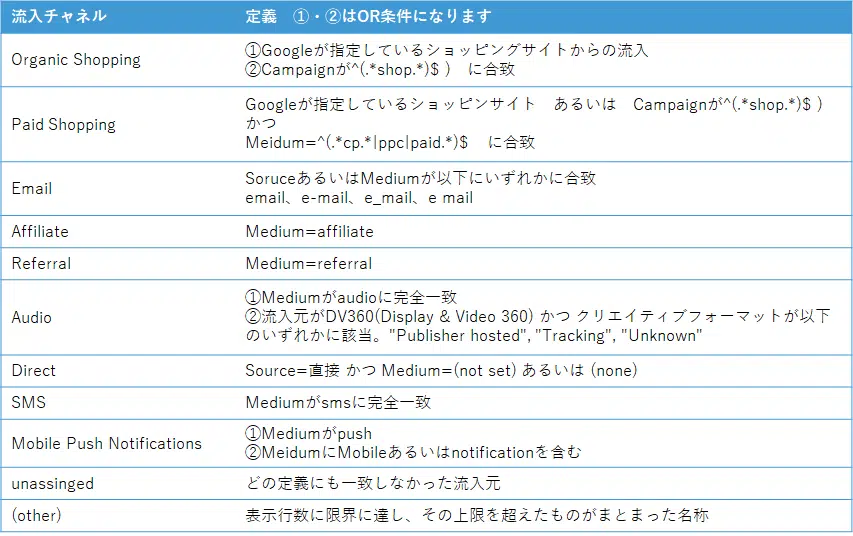 流入チャネル
定義　①・②はOR条件になります
Organic Shopping
①Googleが指定しているショッピングサイトからの流入
②Campaignが^(.*shop.*)$ )　に合致
Paid Shopping
Googleが指定しているショッピンサイト　あるいは　Campaignが^(.*shop.*)$ )
かつ
Meidum=^(.*cp.*|ppc|paid.*)$　に合致
Email
SoruceあるいはMediumが以下にいずれかに合致
email、e-mail、e_mail、e mail
Affiliate
Medium=affiliate
Referral
Medium=referral
Audio
①Mediumがaudioに完全一致
②流入元がDV360(Display & Video 360) かつ クリエイティブフォーマットが以下
のいずれかに該当。"Publisher hosted", "Tracking", "Unknown"
Direct
Source=直接 かつ Medium=(not set) あるいは (none)
SMS
Mediumがsmsに完全一致
Mobile Push Notifications
①Mediumがpush
②MeidumにMobileあるいはnotificationを含む
unassinged
どの定義にも一致しなかった流入元
(other)
表示行数に限界に達し、その上限を超えたものがまとまった名称